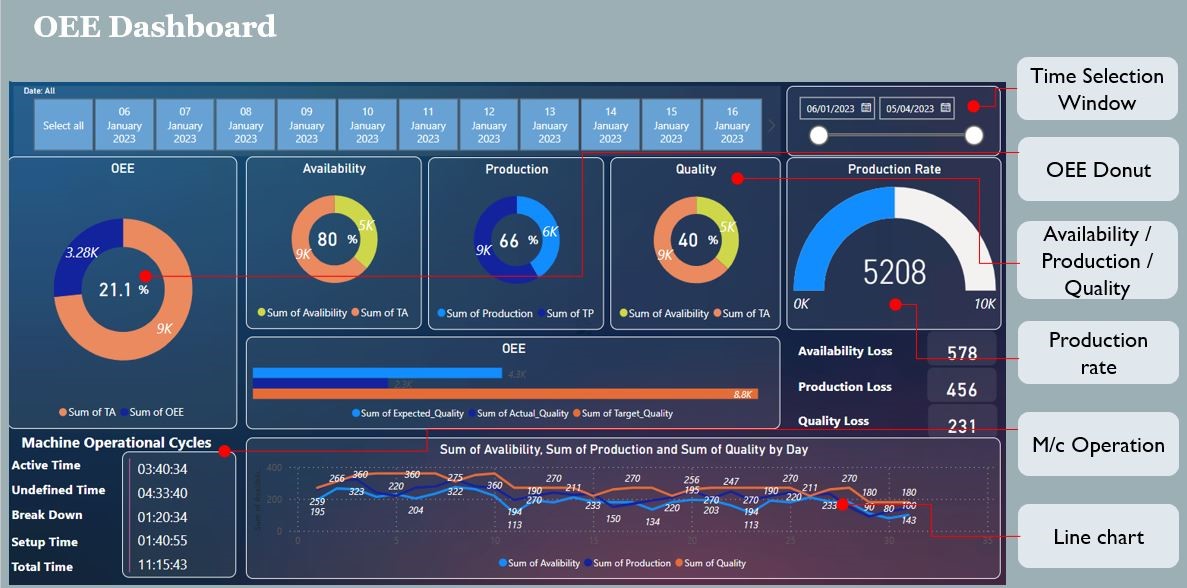 OEE Dashboard
Date: All
Select all
06 January 2023
07 January 2023
08 January 2023
09 January 2023
10 January 2023
11 January 2023
12 January 2023
13 January 2023
14 January 2023
15 January 2023
16 January 2023
06/01/2023 05/04/2023
Time Selection
Window
OEE
3.28K
21.1 %
9K
Sum of TA Sum of OEE
Availability
5K
80 %
9K
Sum of Avalibility Sum of TA
Production
6K
66 %
9K
Sum of Production Sum of TP
Quality
5K
40 %
9K
Sum of Avalibility Sum of TA
Production Rate
5208
0K 10K
OEE Donut
Availability /
Production /
Quality
Production
rate
OEE
4.3K
2.3K
8.8K
Sum of Expected_Quality Sum of Actual_Quality Sum of Target_Quality
Availability Loss 578
Production Loss 456
Quality Loss 231
Machine Operational Cycles
Active Time 03:40:34
Undefined Time 04:33:40
Break Down 01:20:34
Setup Time 01:40:55
Total Time 11:15:43
Sum of Avalibility, Sum of Production and Sum of Quality by Day
400
200
0
266 360 360 275 360 270 270 256 247 270 270
259 323 220 322 190 211 195 190 211 180 180
195 204 270 233 220 270 270 220 233 90 80 100
194 150 134 203 194 143
113 113
0 5 10 15 20 25 30 35
Sum of Avalibility Sum of Production Sum of Quality
M/c Operation
Line chart